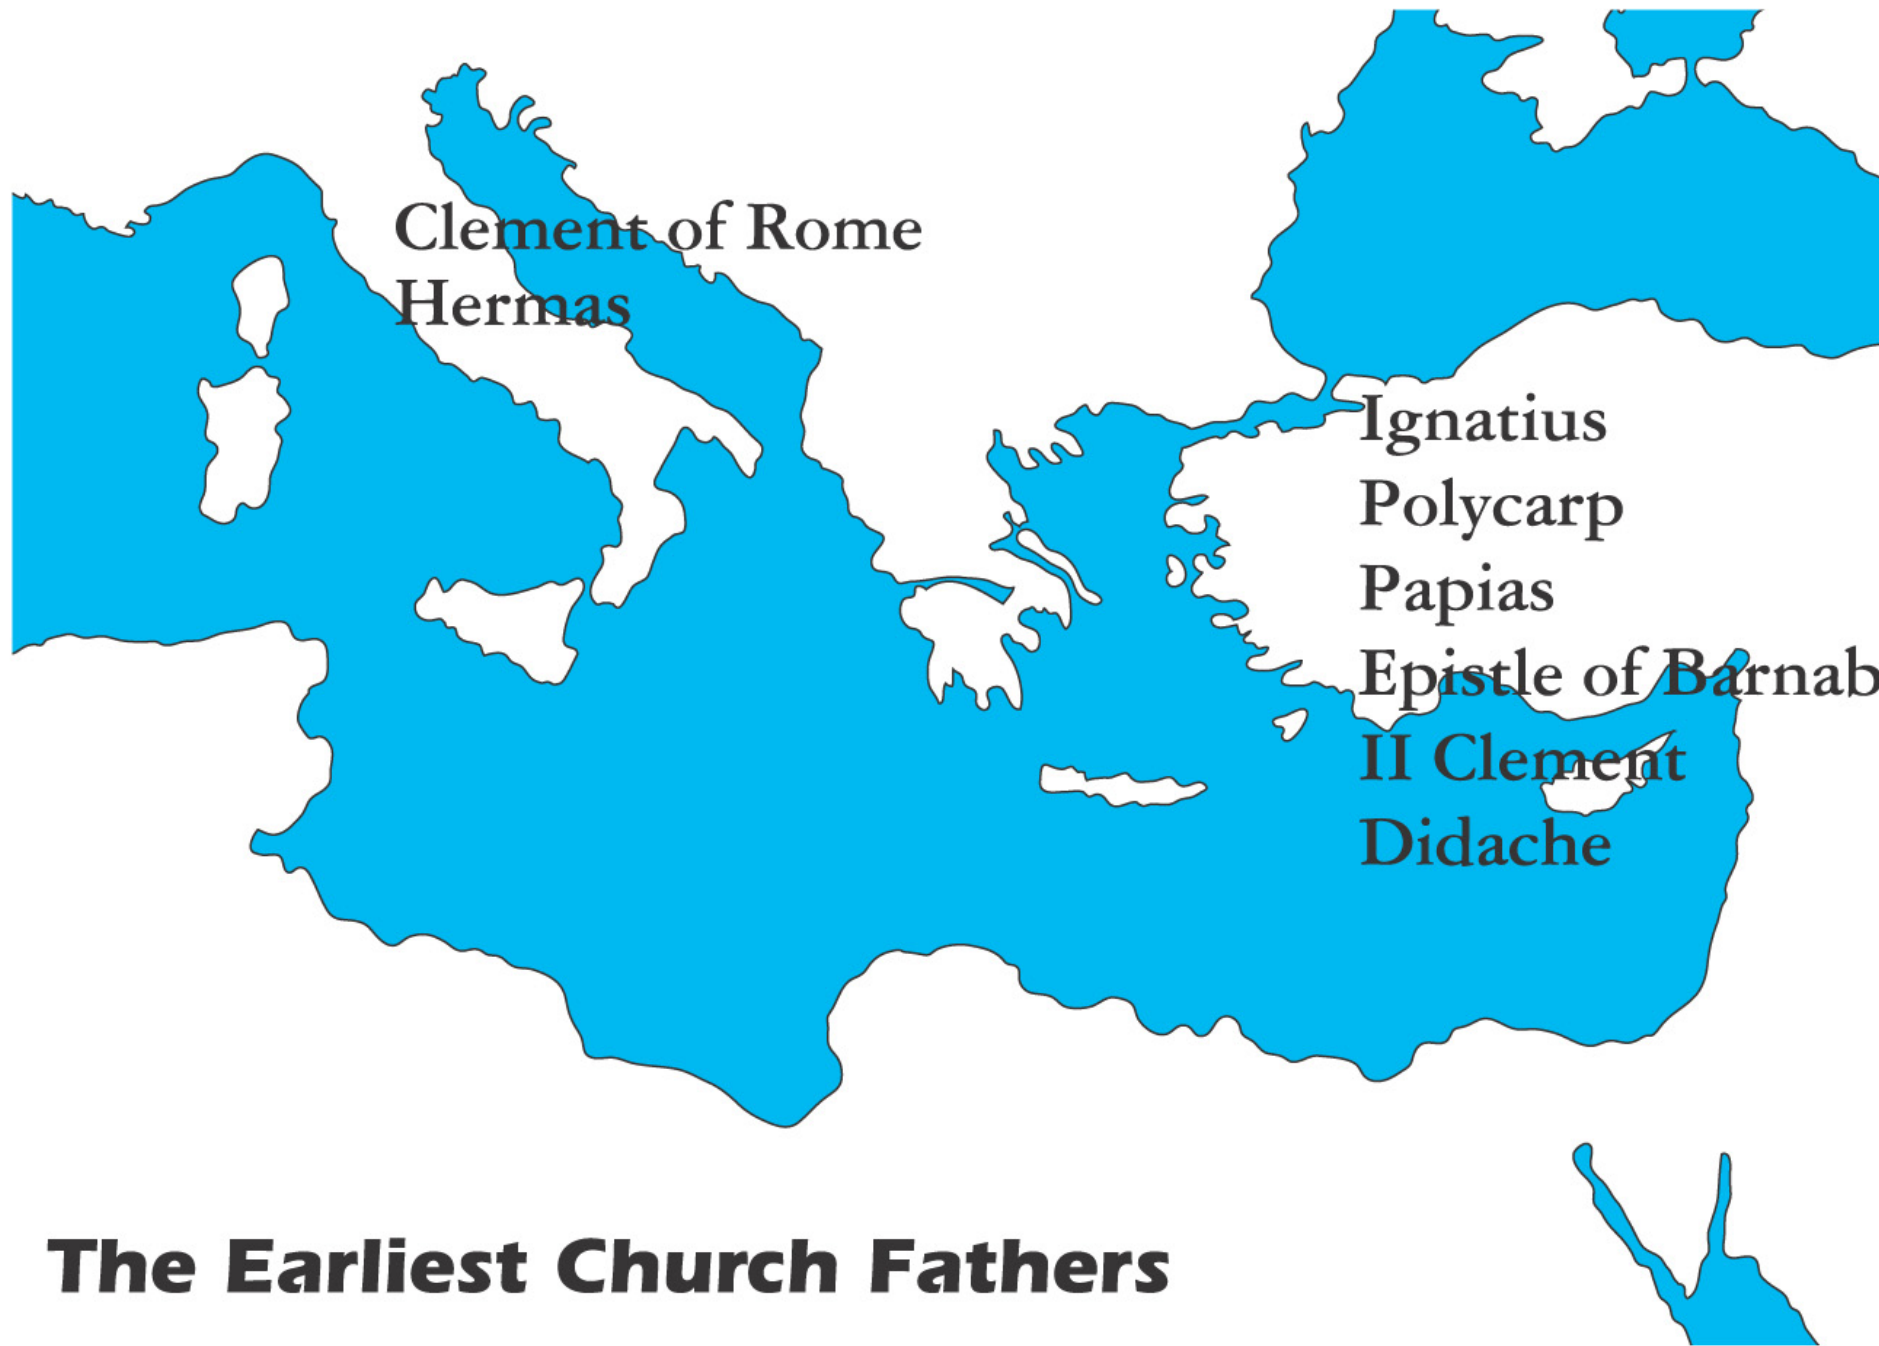 Clement of Rome
Hermas
Ignatius
Polycarp
Papias
Epistle of Barnab
II Clement
Didache
The Earliest Church Fathers